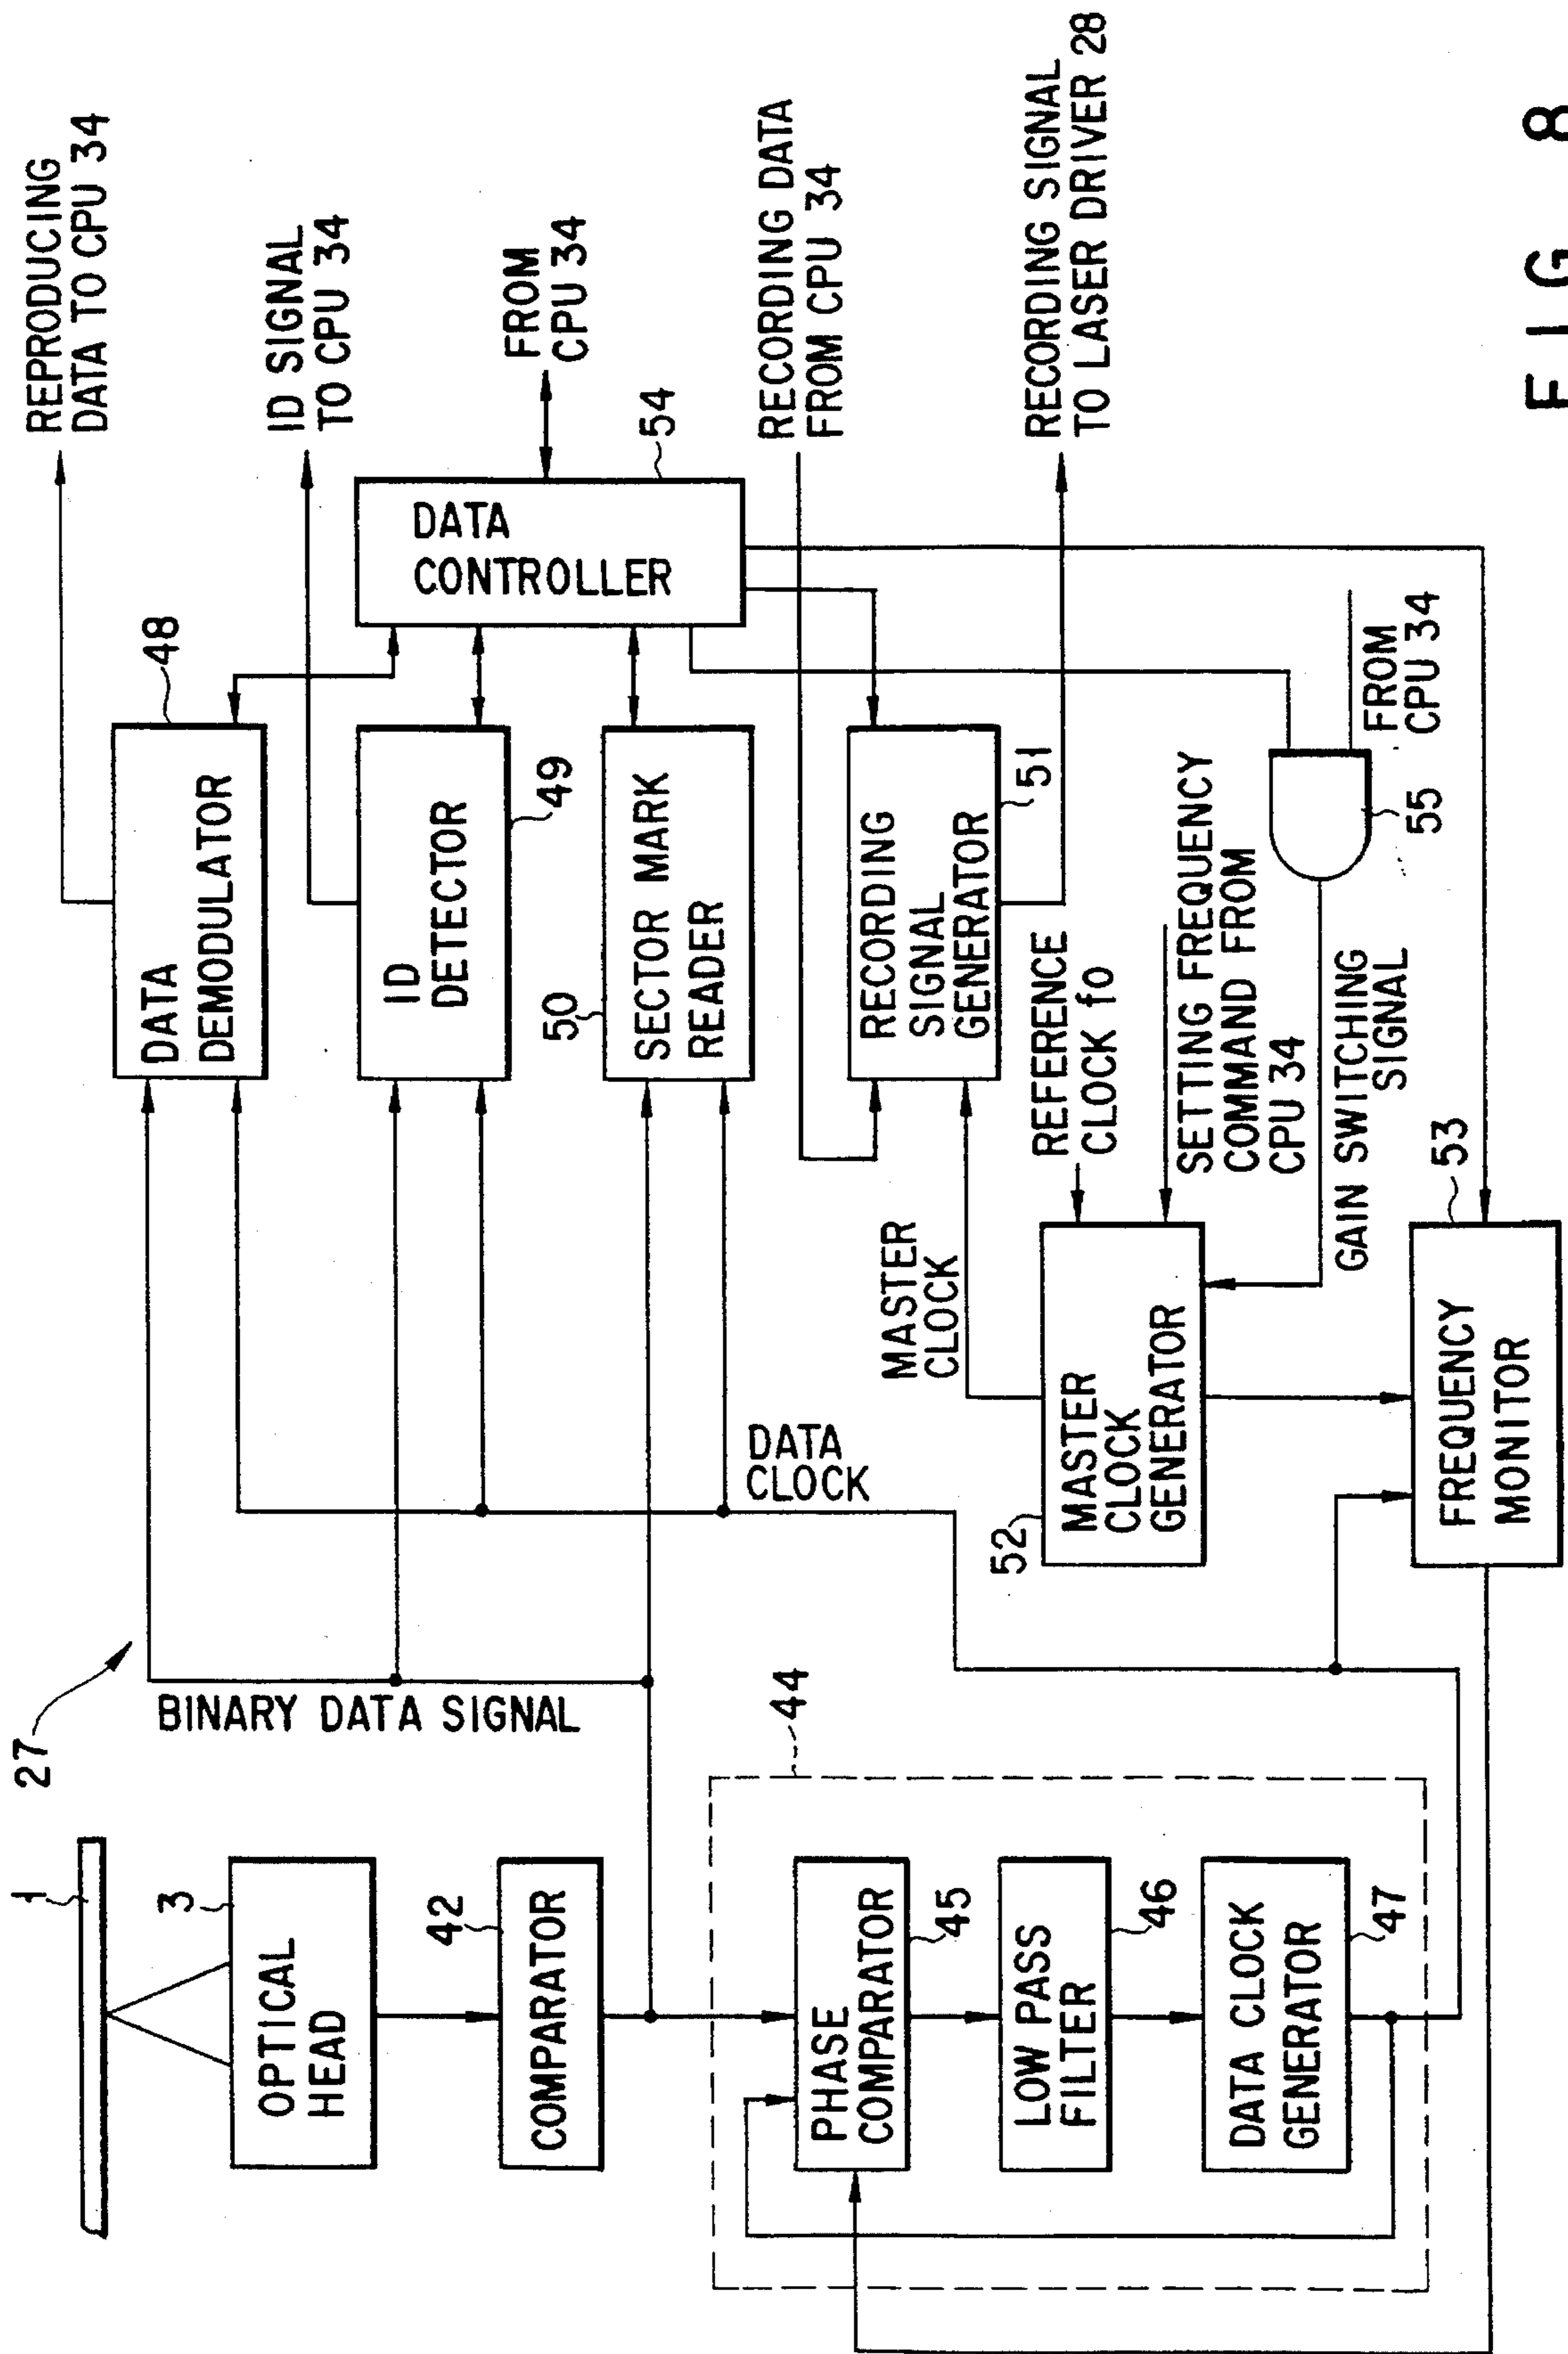 27
1
3
OPTICAL
HEAD
42
COMPARATOR
BINARY DATA SIGNAL
44
PHASE
COMPARATOR
45
LOW PASS
FILTER
46
DATA CLOCK
GENERATOR
47
DATA
CLOCK
REPRODUCING
DATA TO CPU 34
48
DATA
DEMODULATOR
ID SIGNAL
TO CPU 34
ID
DETECTOR
49
50
SECTOR MARK
READER
FROM
CPU 34
54
DATA
CONTROLLER
RECORDING DATA
FROM CPU 34
RECORDING
SIGNAL
GENERATOR
51
RECORDING SIGNAL
TO LASER DRIVER 28
MASTER
CLOCK
REFERENCE
CLOCK fo
SETTING FREQUENCY
COMMAND FROM
CPU 34
52
MASTER
CLOCK
GENERATOR
GAIN SWITCHING
SIGNAL
55
FROM
CPU 34
53
FREQUENCY
MONITOR
FIG 8